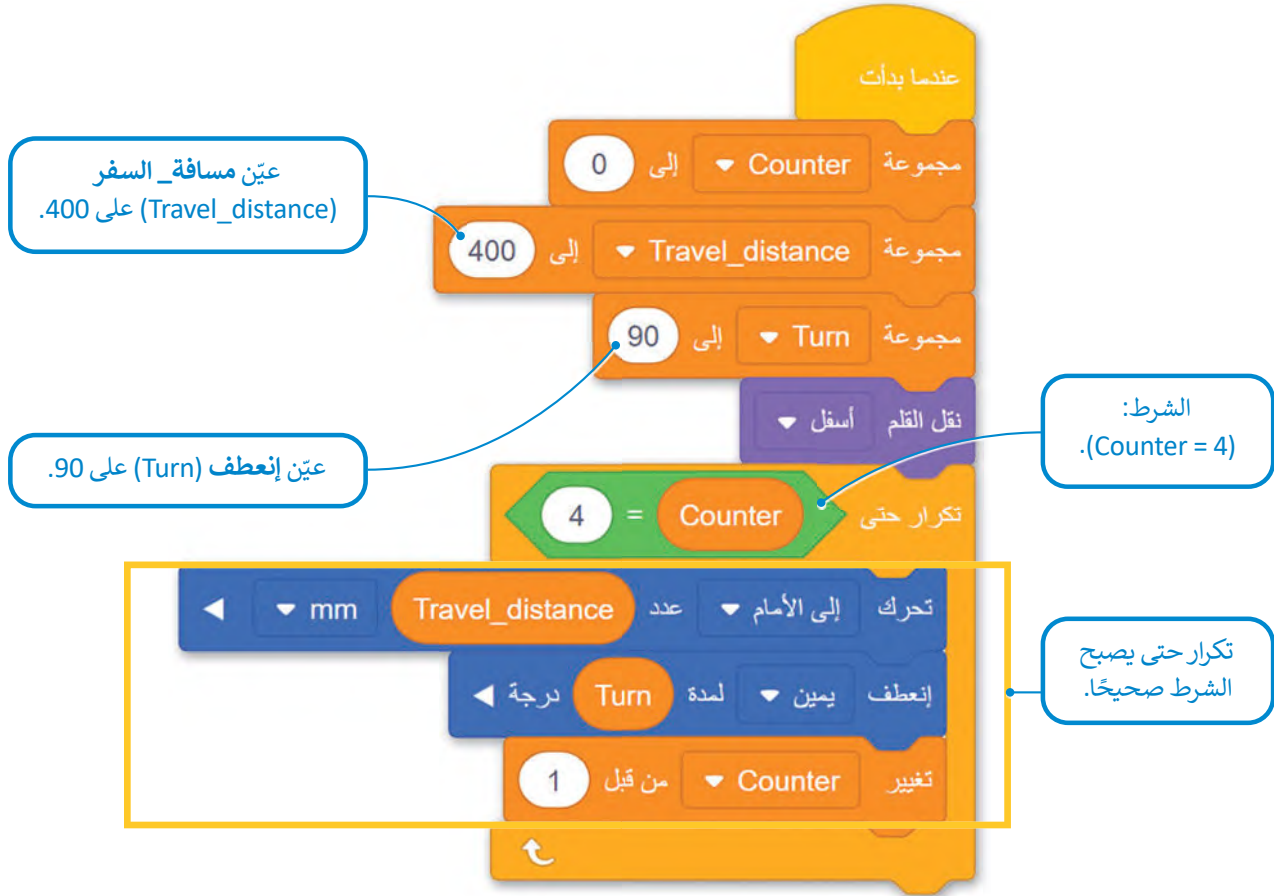 عندما بدأت
مجموعة Counter إلى 0
عيّن مسافة_ السفر
(Travel_distance) على 400.
مجموعة Travel_distance إلى 400
مجموعة Turn إلى 90
نقل القلم أسفل
الشرط:
(Counter = 4).
عيّن إنعطف (Turn) على 90.
تكرار حتى Counter = 4
تحرك إلى الأمام عدد Travel_distance mm
تكرار حتى يصبح
الشرط صحيحًا.
إنعطف يمين لمدة Turn درجة
تغيير Counter من قبل 1